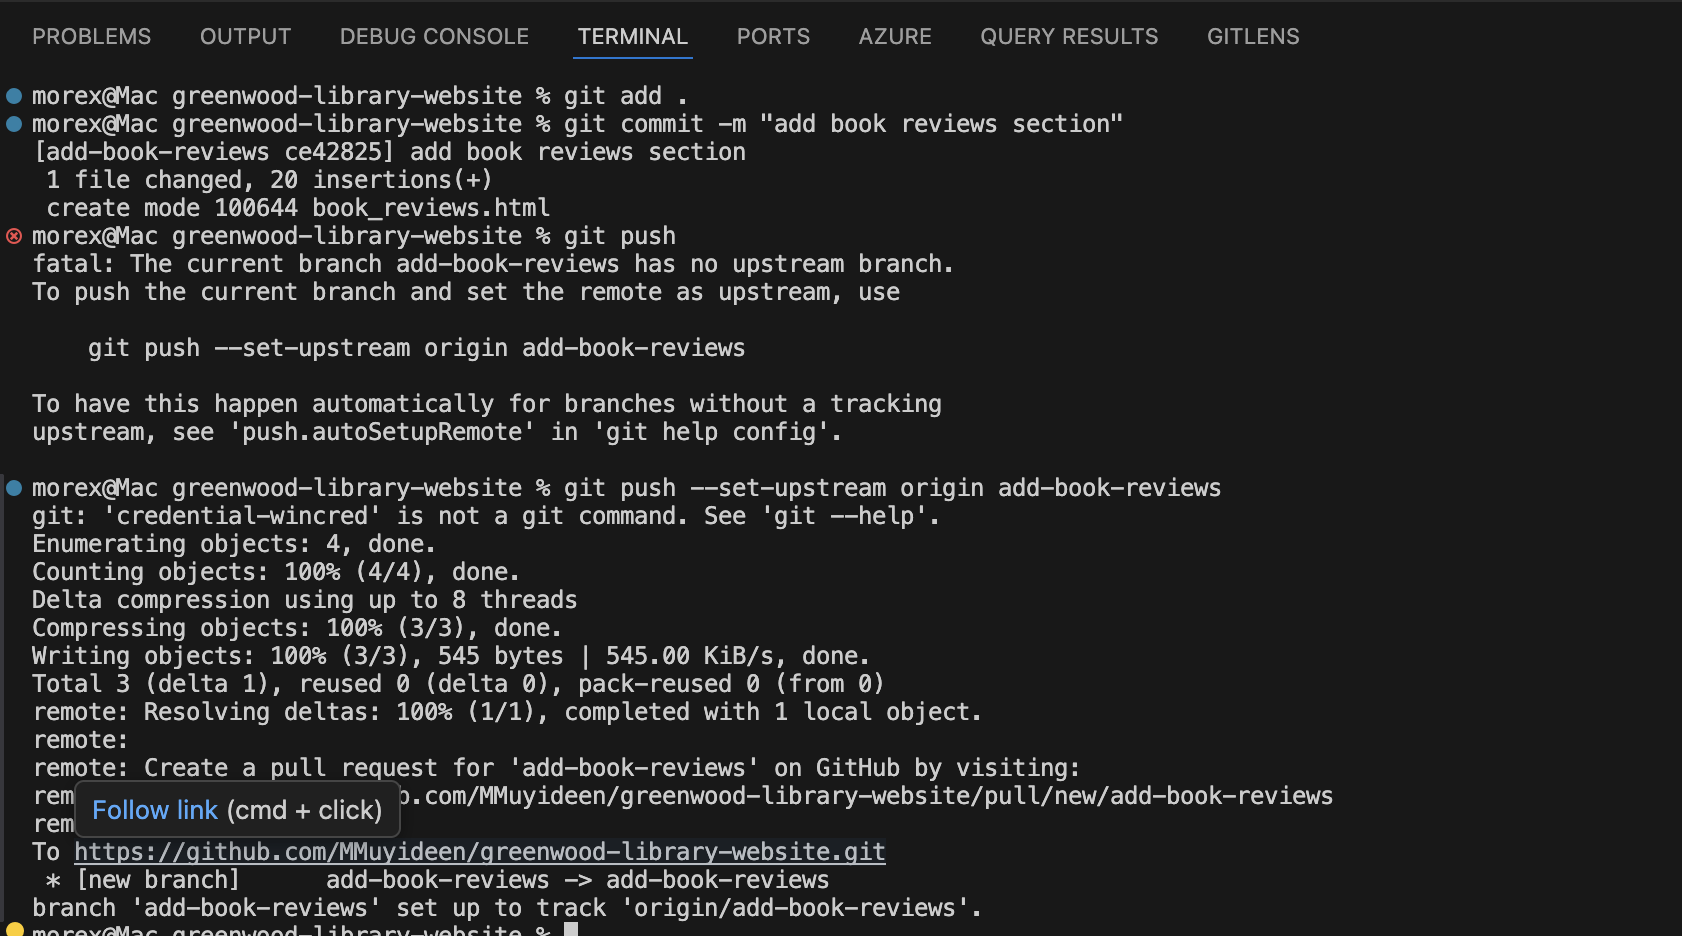 PROBLEMS OUTPUT DEBUG CONSOLE TERMINAL PORTS AZURE QUERY RESULTS GITLENS
morex@Mac greenwood-library-website % git add .
morex@Mac greenwood-library-website % git commit -m "add book reviews section"
[add-book-reviews ce42825] add book reviews section
1 file changed, 20 insertions(+)
create mode 100644 book_reviews.html
morex@Mac greenwood-library-website % git push
fatal: The current branch add-book-reviews has no upstream branch.
To push the current branch and set the remote as upstream, use
git push --set-upstream origin add-book-reviews
To have this happen automatically for branches without a tracking
upstream, see 'push.autoSetupRemote' in 'git help config'.
morex@Mac greenwood-library-website % git push --set-upstream origin add-book-reviews
git: 'credential-wincred' is not a git command. See 'git --help'.
Enumerating objects: 4, done.
Counting objects: 100% (4/4), done.
Delta compression using up to 8 threads
Compressing objects: 100% (3/3), done.
Writing objects: 100% (3/3), 545 bytes | 545.00 KiB/s, done.
Total 3 (delta 1), reused 0 (delta 0), pack-reused 0 (from 0)
remote: Resolving deltas: 100% (1/1), completed with 1 local object.
remote:
remote: Create a pull request for 'add-book-reviews' on GitHub by visiting:
rem .com/MMuyideen/greenwood-library-website/pull/new/add-book-reviews
Follow link (cmd + click)
rem
To https://github.com/MMuyideen/greenwood-library-website.git
* [new branch] add-book-reviews -> add-book-reviews
branch 'add-book-reviews' set up to track 'origin/add-book-reviews'.
morex@Mac greenwood-library-website %